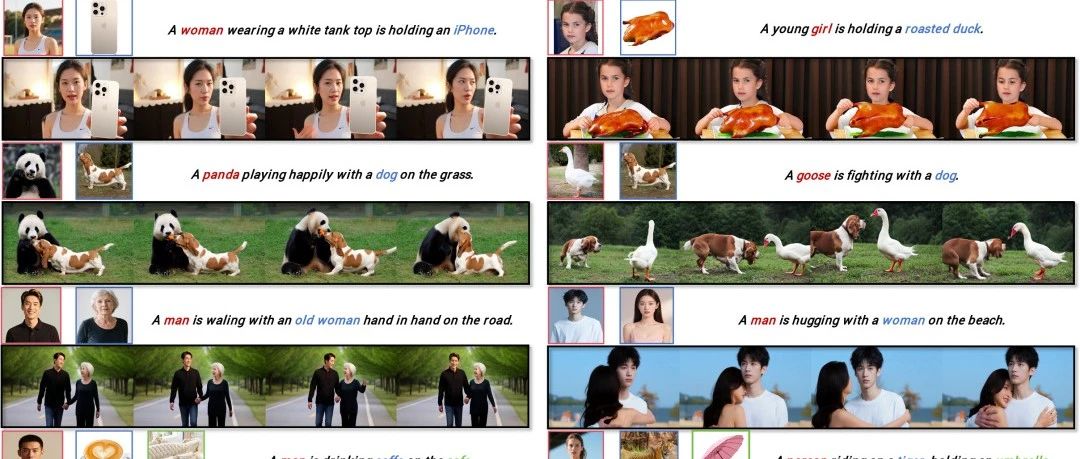 A woman wearing a white tank top is holding an iPhone.
A young girl is holding a roasted duck.
A panda playing happily with a dog on the grass.
A goose is fighting with a dog.
A man is waling with an old woman hand in hand on the road.
A man is hugging with a woman on the beach.
A man is drinking coffe on the sofa.
A person riding on a tiger, holding an umbrella.